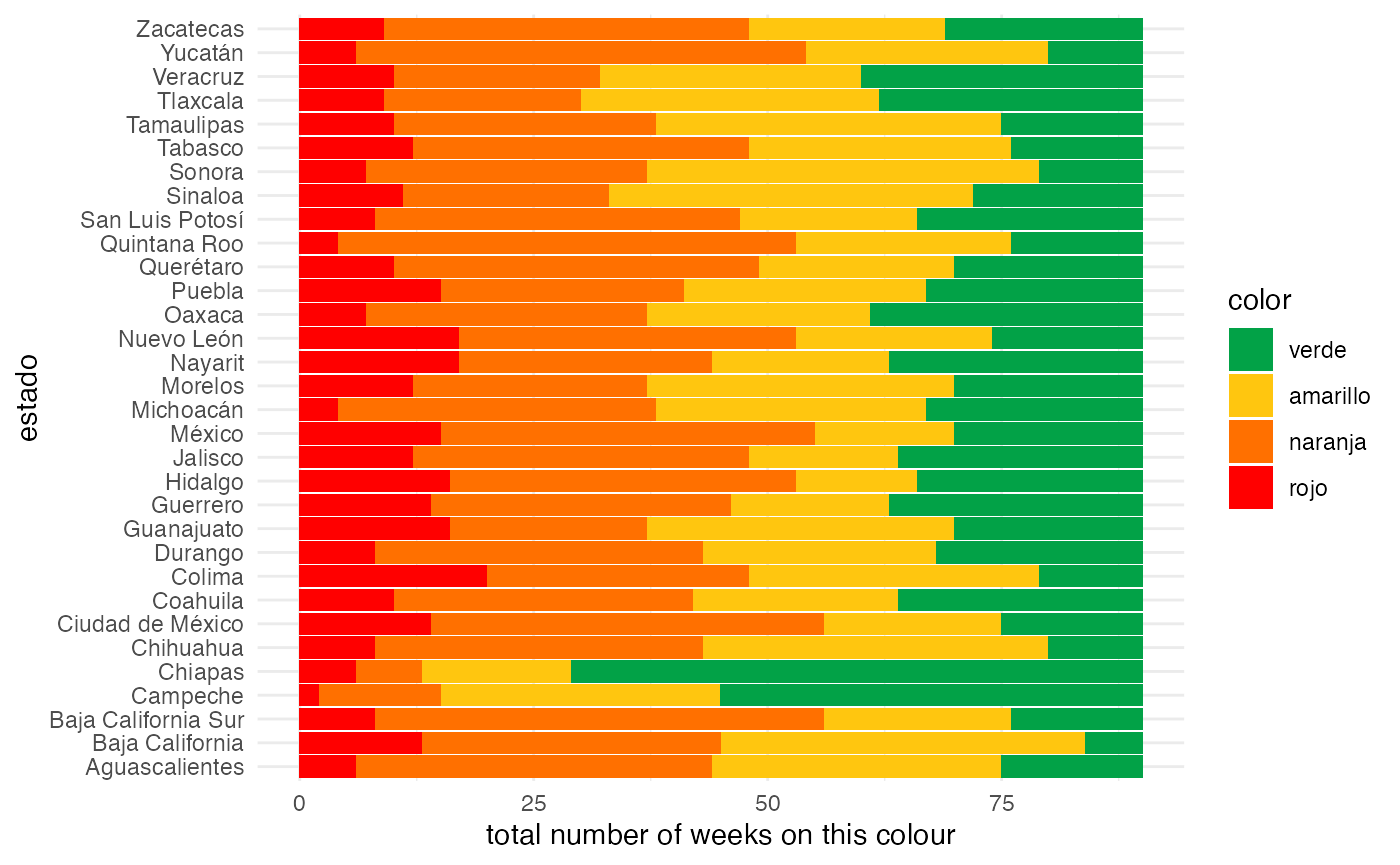 Zacatecas
Yucatán
Veracruz
Tlaxcala
Tamaulipas
Tabasco
Sonora
Sinaloa
San Luis Potosí
Quintana Roo
Querétaro
Puebla
Oaxaca
Nuevo León
Nayarit
Morelos
Michoacán
México
Jalisco
Hidalgo
Guerrero
Guanajuato
Durango
Colima
Coahuila
Ciudad de México
Chihuahua
Chiapas
Campeche
Baja California Sur
Baja California
Aguascalientes
estado
0 25 50 75
total number of weeks on this colour
color
verde
amarillo
naranja
rojo